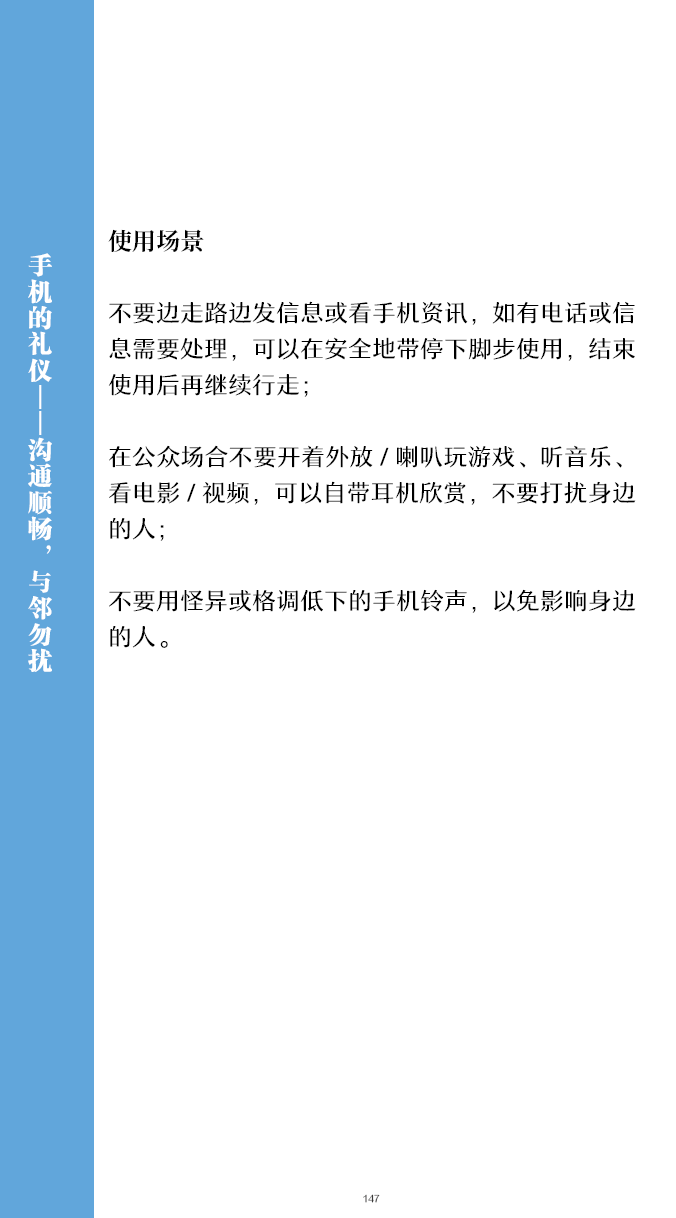 手机的礼仪——沟通顺畅，与邻勿扰
使用场景
不要边走路边发信息或看手机资讯，如有电话或信
息需要处理，可以在安全地带停下脚步使用，结束
使用后再继续行走；
在公众场合不要开着外放 / 喇叭玩游戏、听音乐、
看电影 / 视频，可以自带耳机欣赏，不要打扰身边
的人；
不要用怪异或格调低下的手机铃声，以免影响身边
的人。
147